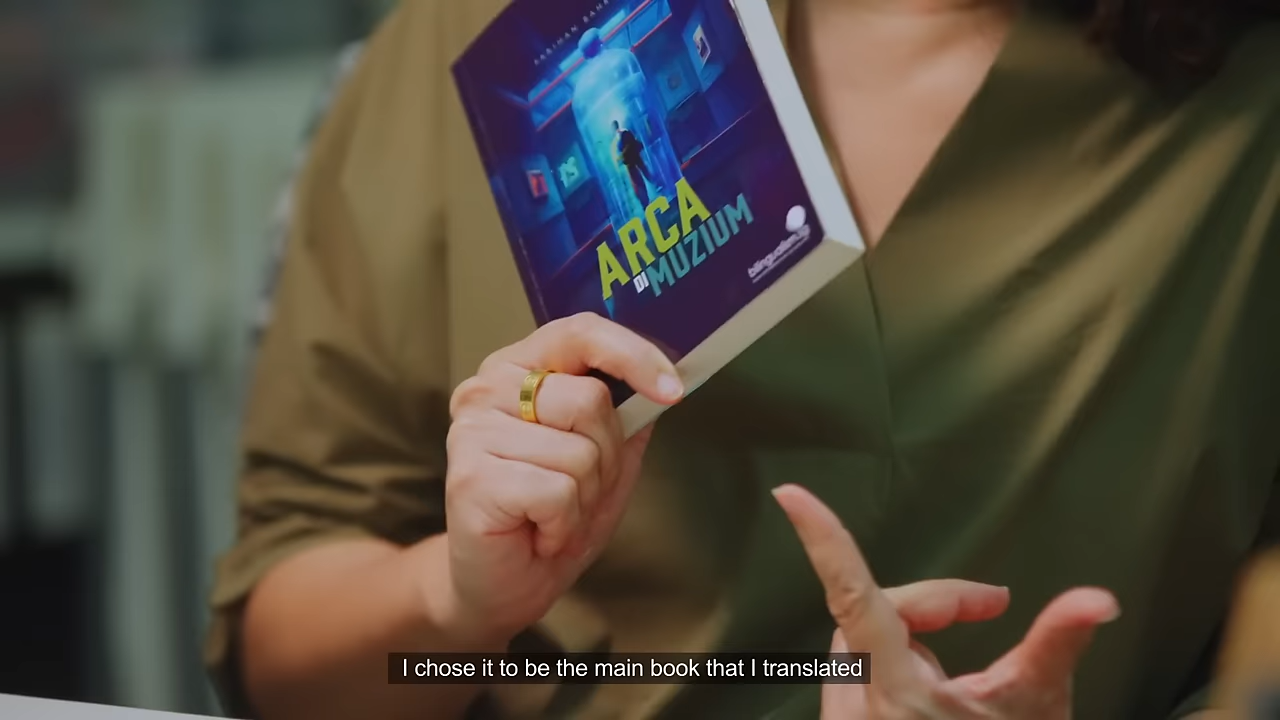 ARCA
DI MUZIUM
I chose it to be the main book that I translated